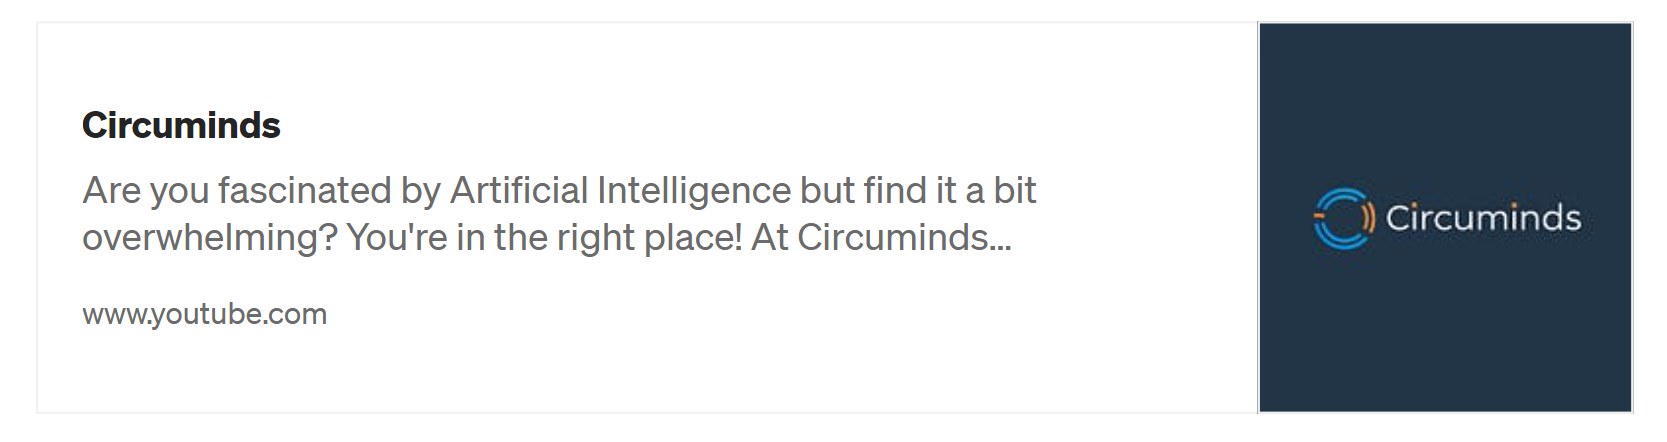 Circuminds
Are you fascinated by Artificial Intelligence but find it a bit
overwhelming? You're in the right place! At Circuminds...
www.youtube.com
Circuminds